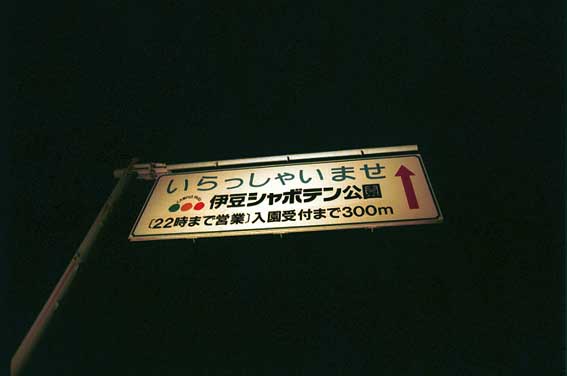 いらっしゃいませ
伊豆シャボテン公園
〔22時まで営業〕入園受付まで300m